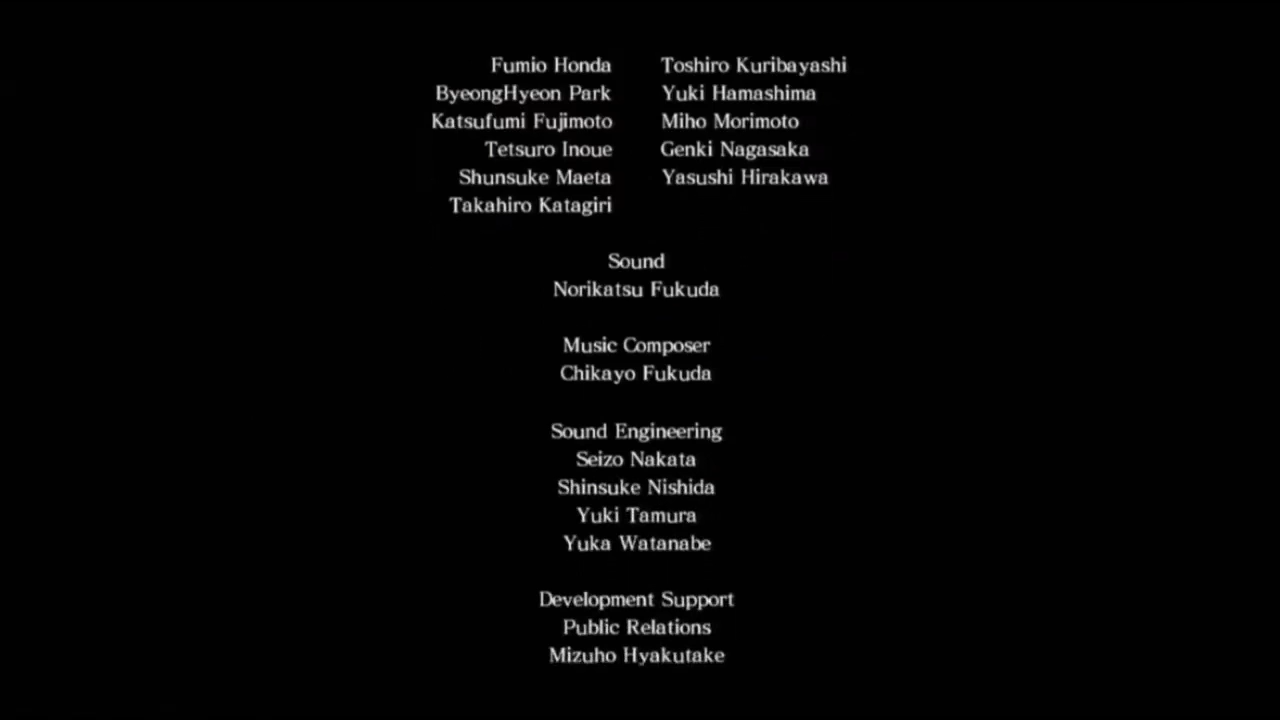 Fumio Honda Toshiro Kuribayashi
ByeongHyeon Park Yuki Hamashima
Katsufumi Fujimoto Miho Morimoto
Tetsuro Inoue Genki Nagasaka
Shunsuke Maeta Yasushi Hirakawa
Takahiro Katagiri
Sound
Norikatsu Fukuda
Music Composer
Chikayo Fukuda
Sound Engineering
Seizo Nakata
Shinsuke Nishida
Yuki Tamura
Yuka Watanabe
Development Support
Public Relations
Mizuho Hyakutake